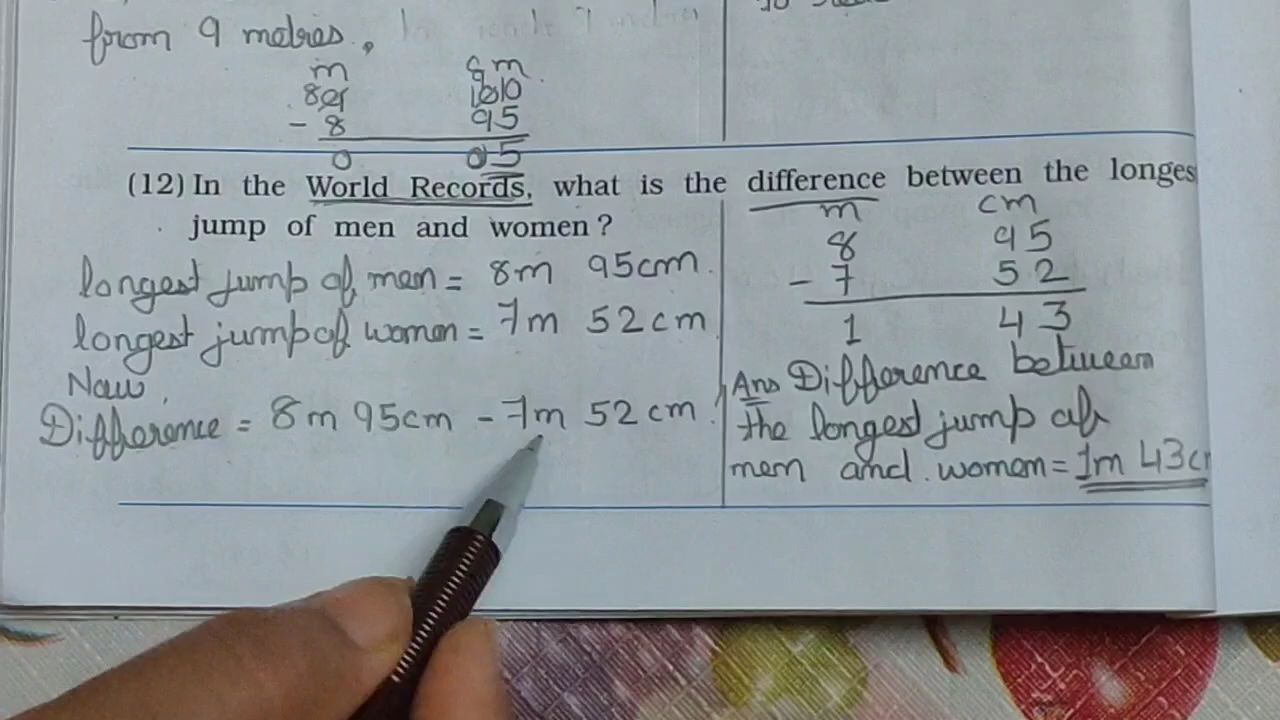 from 9 metres,
m cm
8 9 100 10
- 8 95
0 05
(12) In the World Records, what is the difference between the longes
jump of men and women ?
longest jump of men = 8m 95cm.
longest jump of women = 7m 52cm
Now,
Difference = 8m 95cm - 7m 52cm
m cm
8 95
- 7 52
1 43
Ans Difference between
the longest jump of
men and women = 1m 43c